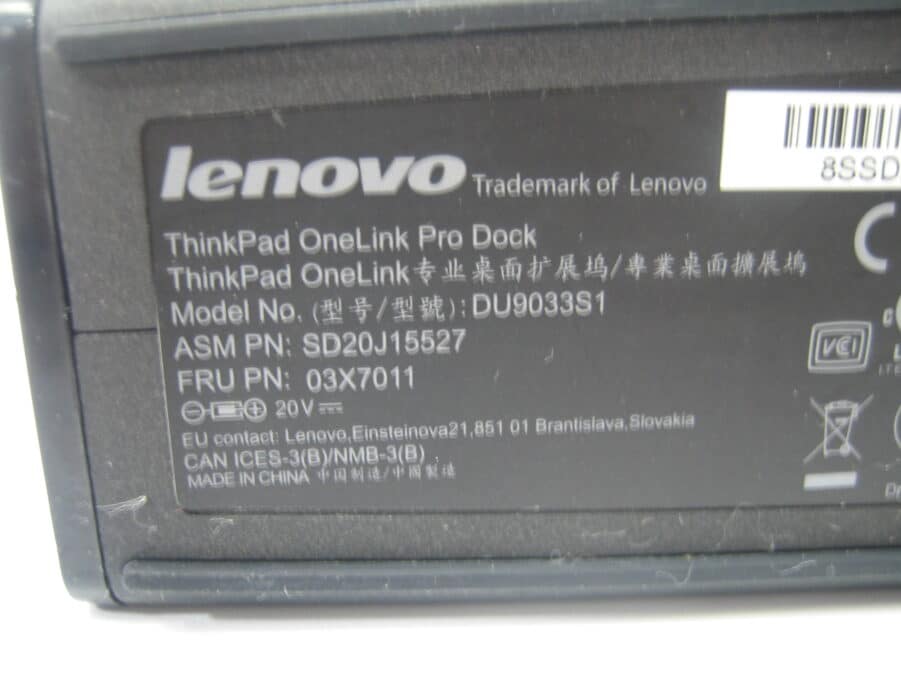 lenovo Trademark of Lenovo
8SSD
ThinkPad OneLink Pro Dock
ThinkPad OneLink专业桌面扩展坞/專業桌面擴展塢
Model No. (型号/型號): DU9033S1
ASM PN: SD20J15527
FRU PN: 03X7011
20V
EU contact: Lenovo,Einsteinova21,851 01 Brantislava,Slovakia
CAN ICES-3(B)/NMB-3(B)
MADE IN CHINA 中国制造/中國製造
VCI